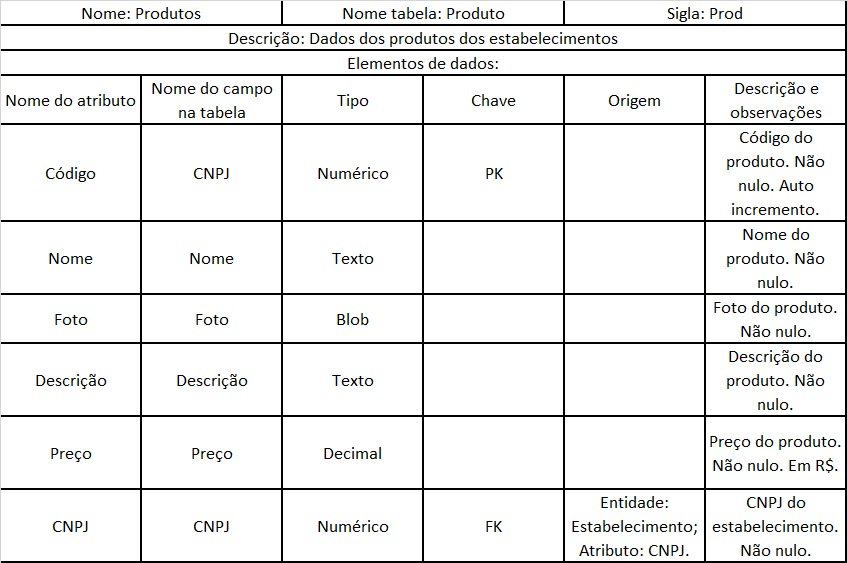 Nome: Produtos Nome tabela: Produto Sigla: Prod
Descrição: Dados dos produtos dos estabelecimentos
Elementos de dados:
Nome do atributo
Nome do campo
na tabela
Tipo
Chave
Origem
Descrição e
observações
Código
CNPJ
Numérico
PK
Código do
produto. Não
nulo. Auto
incremento.
Nome
Nome
Texto
Nome do
produto. Não
nulo.
Foto
Foto
Blob
Foto do produto.
Não nulo.
Descrição
Descrição
Texto
Descrição do
produto. Não
nulo.
Preço
Preço
Decimal
Preço do produto.
Não nulo. Em R$.
CNPJ
CNPJ
Numérico
FK
Entidade:
Estabelecimento;
Atributo: CNPJ.
CNPJ do
estabelecimento.
Não nulo.